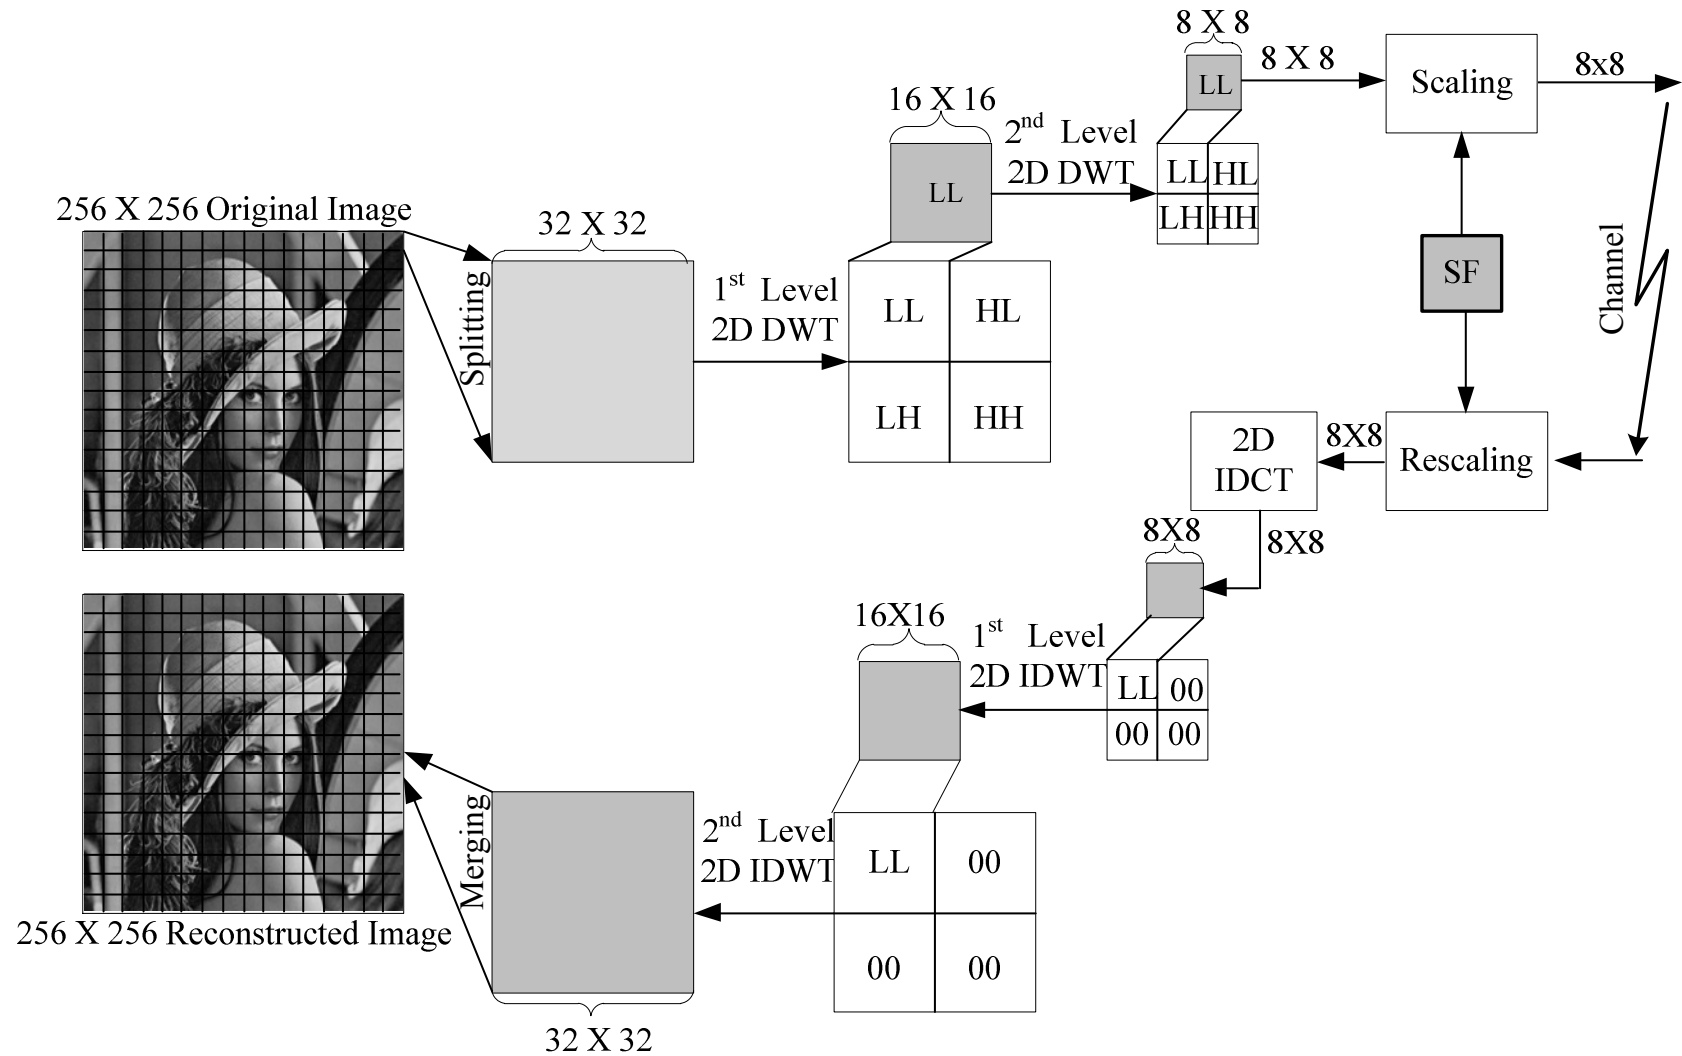 256 X 256 Original Image
Splitting
32 X 32
1st Level
2D DWT
16 X 16
LL
LL HL
LH HH
2nd Level
2D DWT
8 X 8
LL
LL HL
LH HH
8 X 8
Scaling
8x8
SF
Channel
Rescaling
8X8
2D
IDCT
8X8
8X8
LL 00
00 00
1st Level
2D IDWT
16X16
LL 00
00 00
2nd Level
2D IDWT
32 X 32
Merging
256 X 256 Reconstructed Image